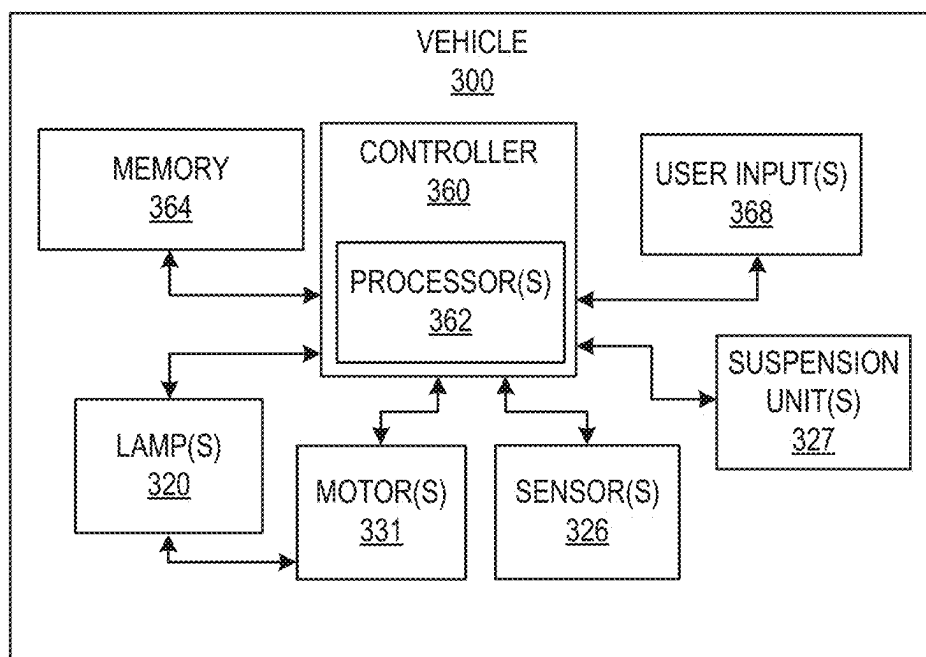 VEHICLE
300
MEMORY
364
CONTROLLER
360
PROCESSOR(S)
362
USER INPUT(S)
368
SUSPENSION
UNIT(S)
327
LAMP(S)
320
MOTOR(S)
331
SENSOR(S)
326